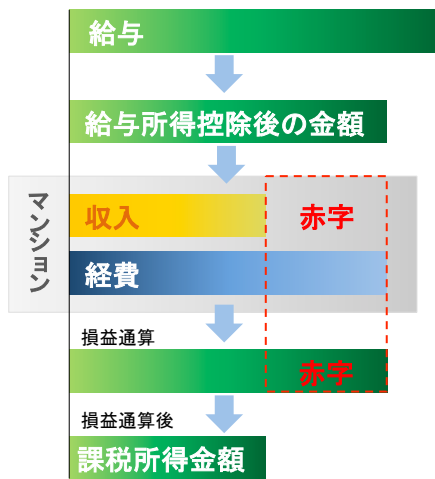 給与
給与所得控除後の金額
マンション
収入
赤字
経費
損益通算
赤字
損益通算後
課税所得金額